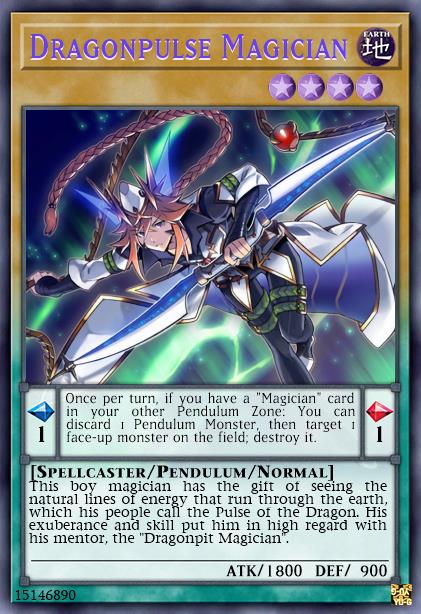 DRAGONPULSE MAGICIAN
EARTH
地
Once per turn, if you have a "Magician" card
in your other Pendulum Zone: You can
discard 1 Pendulum Monster, then target 1
face-up monster on the field; destroy it.
1
1
[SPELLCASTER/PENDULUM/NORMAL]
This boy magician has the gift of seeing the
natural lines of energy that run through the earth,
which his people call the Pulse of the Dragon. His
exuberance and skill put him in high regard with
his mentor, the "Dragonpit Magician".
ATK/1800 DEF/ 900
15146890